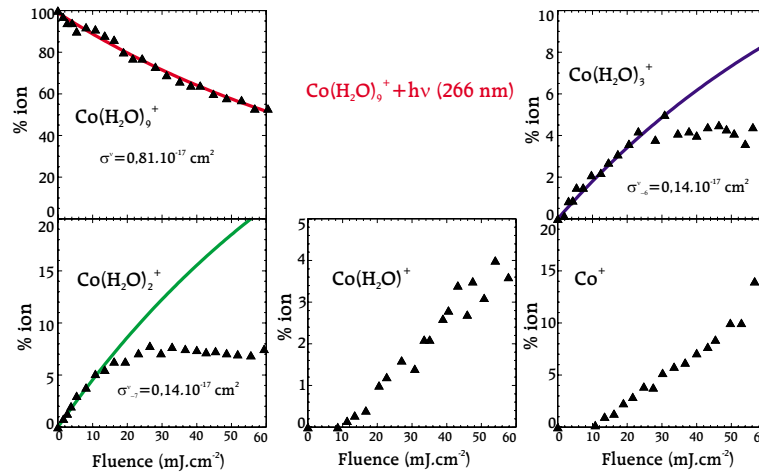 100
80
60
40
20
0
% ion
Co(H₂O)₉⁺
σᵛ=0,81.10⁻¹⁷ cm²
Co(H₂O)₉⁺+hν (266 nm)
10
8
6
4
2
0
% ion
Co(H₂O)₃⁺
σᵛ₋₆=0,14.10⁻¹⁷ cm²
20
15
10
5
0
% ion
Co(H₂O)₂⁺
σᵛ₋₇=0,14.10⁻¹⁷ cm²
0 10 20 30 40 50 60
Fluence (mJ.cm⁻²)
5
4
3
2
1
0
% ion
Co(H₂O)⁺
0 10 20 30 40 50 60
Fluence (mJ.cm⁻²)
20
15
10
5
0
% ion
Co⁺
0 10 20 30 40 50 60
Fluence (mJ.cm⁻²)